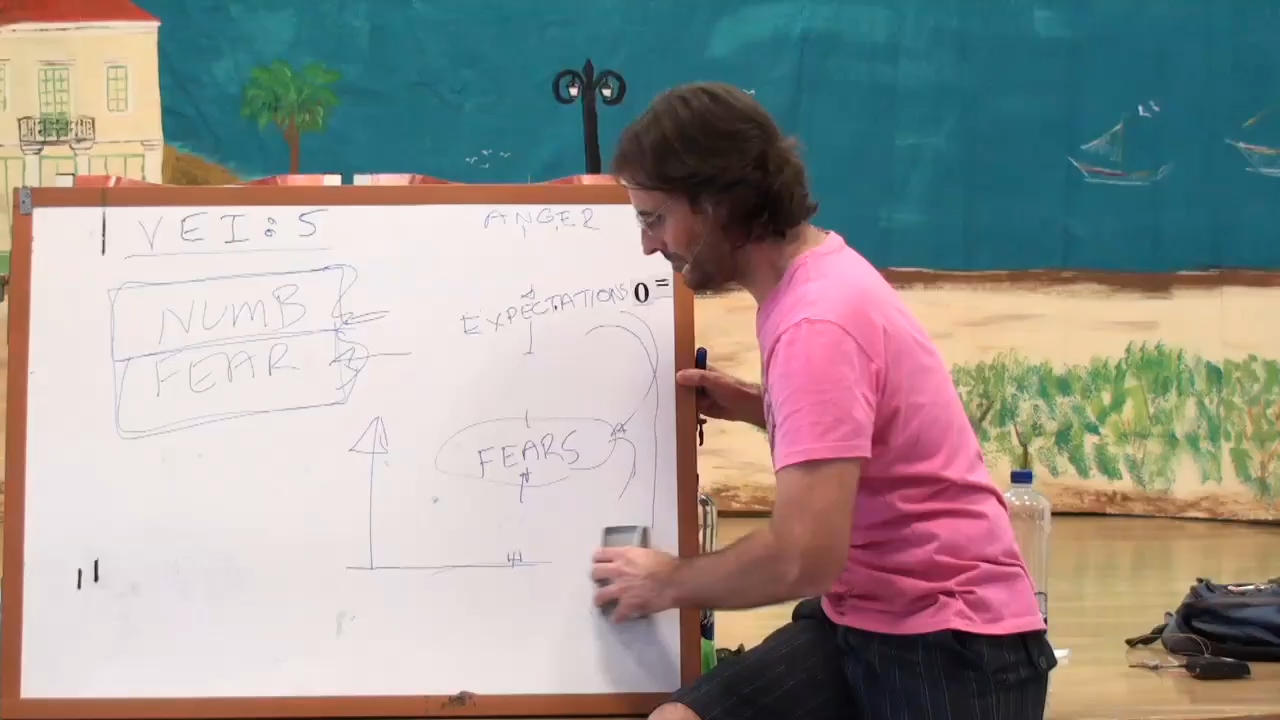 VEI: 5
ANGER
NUMB
EXPECTATIONS 0 =
FEAR
FEARS